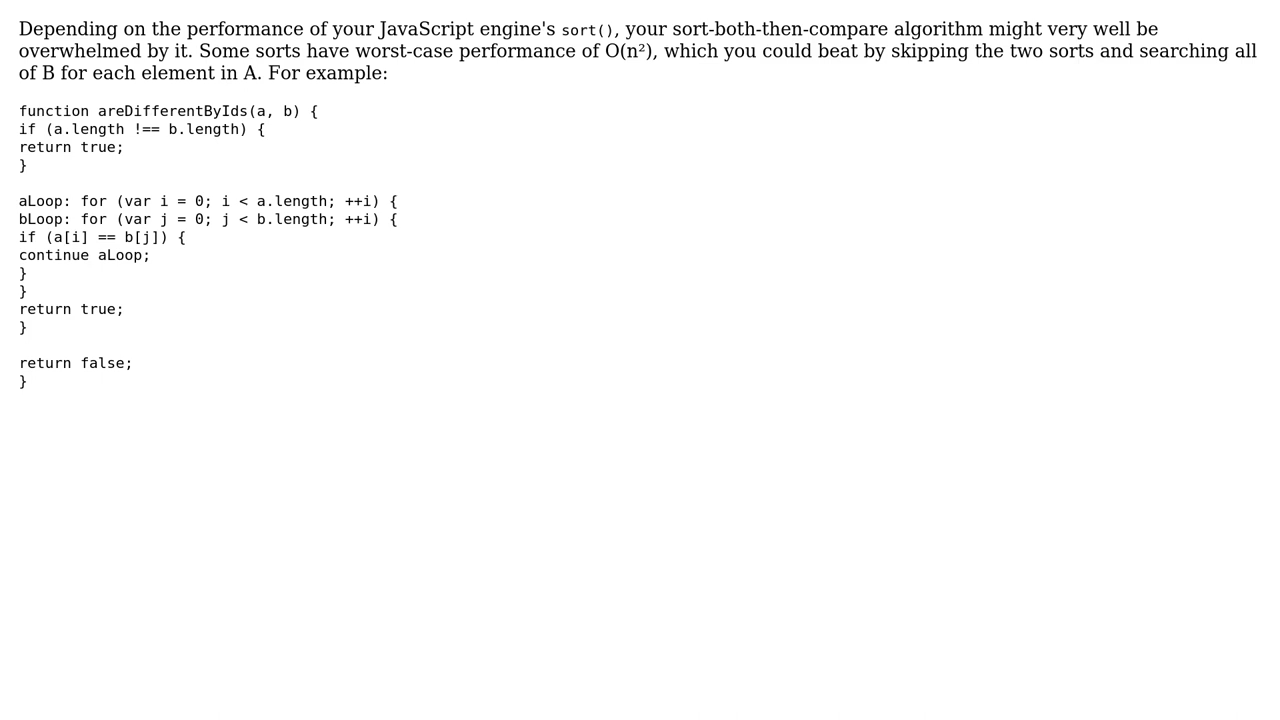 Depending on the performance of your JavaScript engine's sort(), your sort-both-then-compare algorithm might very well be
overwhelmed by it. Some sorts have worst-case performance of O(n²), which you could beat by skipping the two sorts and searching all
of B for each element in A. For example:
function areDifferentByIds(a, b) {
if (a.length !== b.length) {
return true;
}
aLoop: for (var i = 0; i < a.length; ++i) {
bLoop: for (var j = 0; j < b.length; ++i) {
if (a[i] == b[j]) {
continue aLoop;
}
}
return true;
}
return false;
}